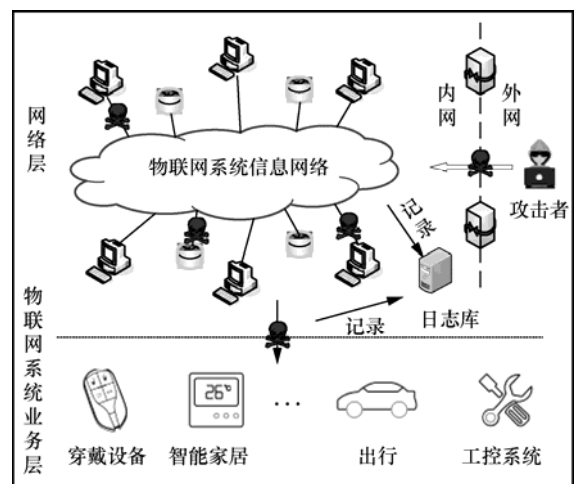 网络层
内网
外网
物联网系统信息网络
攻击者
记录
日志库
记录
物联网系统业务层
26℃
穿戴设备
智能家居
...
出行
工控系统